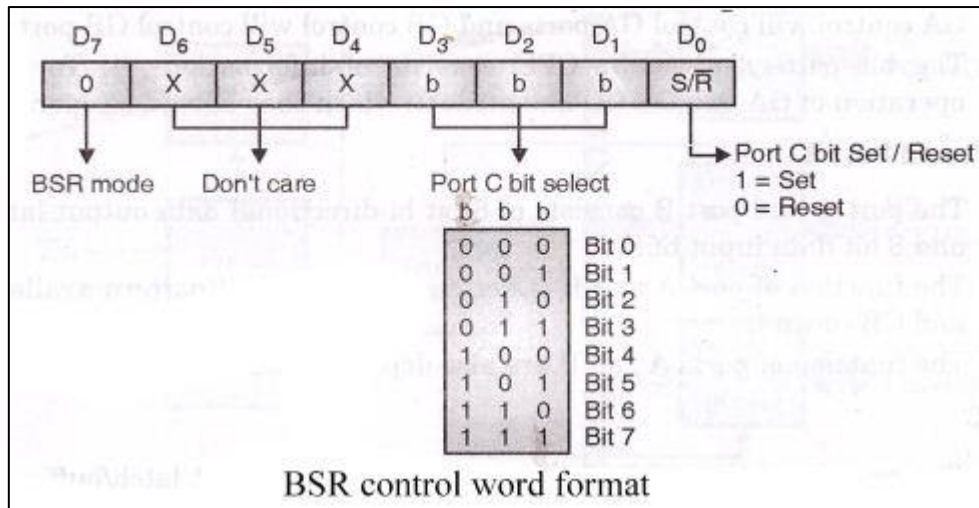 D7 D6 D5 D4 D3 D2 D1 D0
0 X X X b b b S/R̅
BSR mode
Don't care
Port C bit select
Port C bit Set / Reset
1 = Set
0 = Reset
b b b
0 0 0 Bit 0
0 0 1 Bit 1
0 1 0 Bit 2
0 1 1 Bit 3
1 0 0 Bit 4
1 0 1 Bit 5
1 1 0 Bit 6
1 1 1 Bit 7
BSR control word format